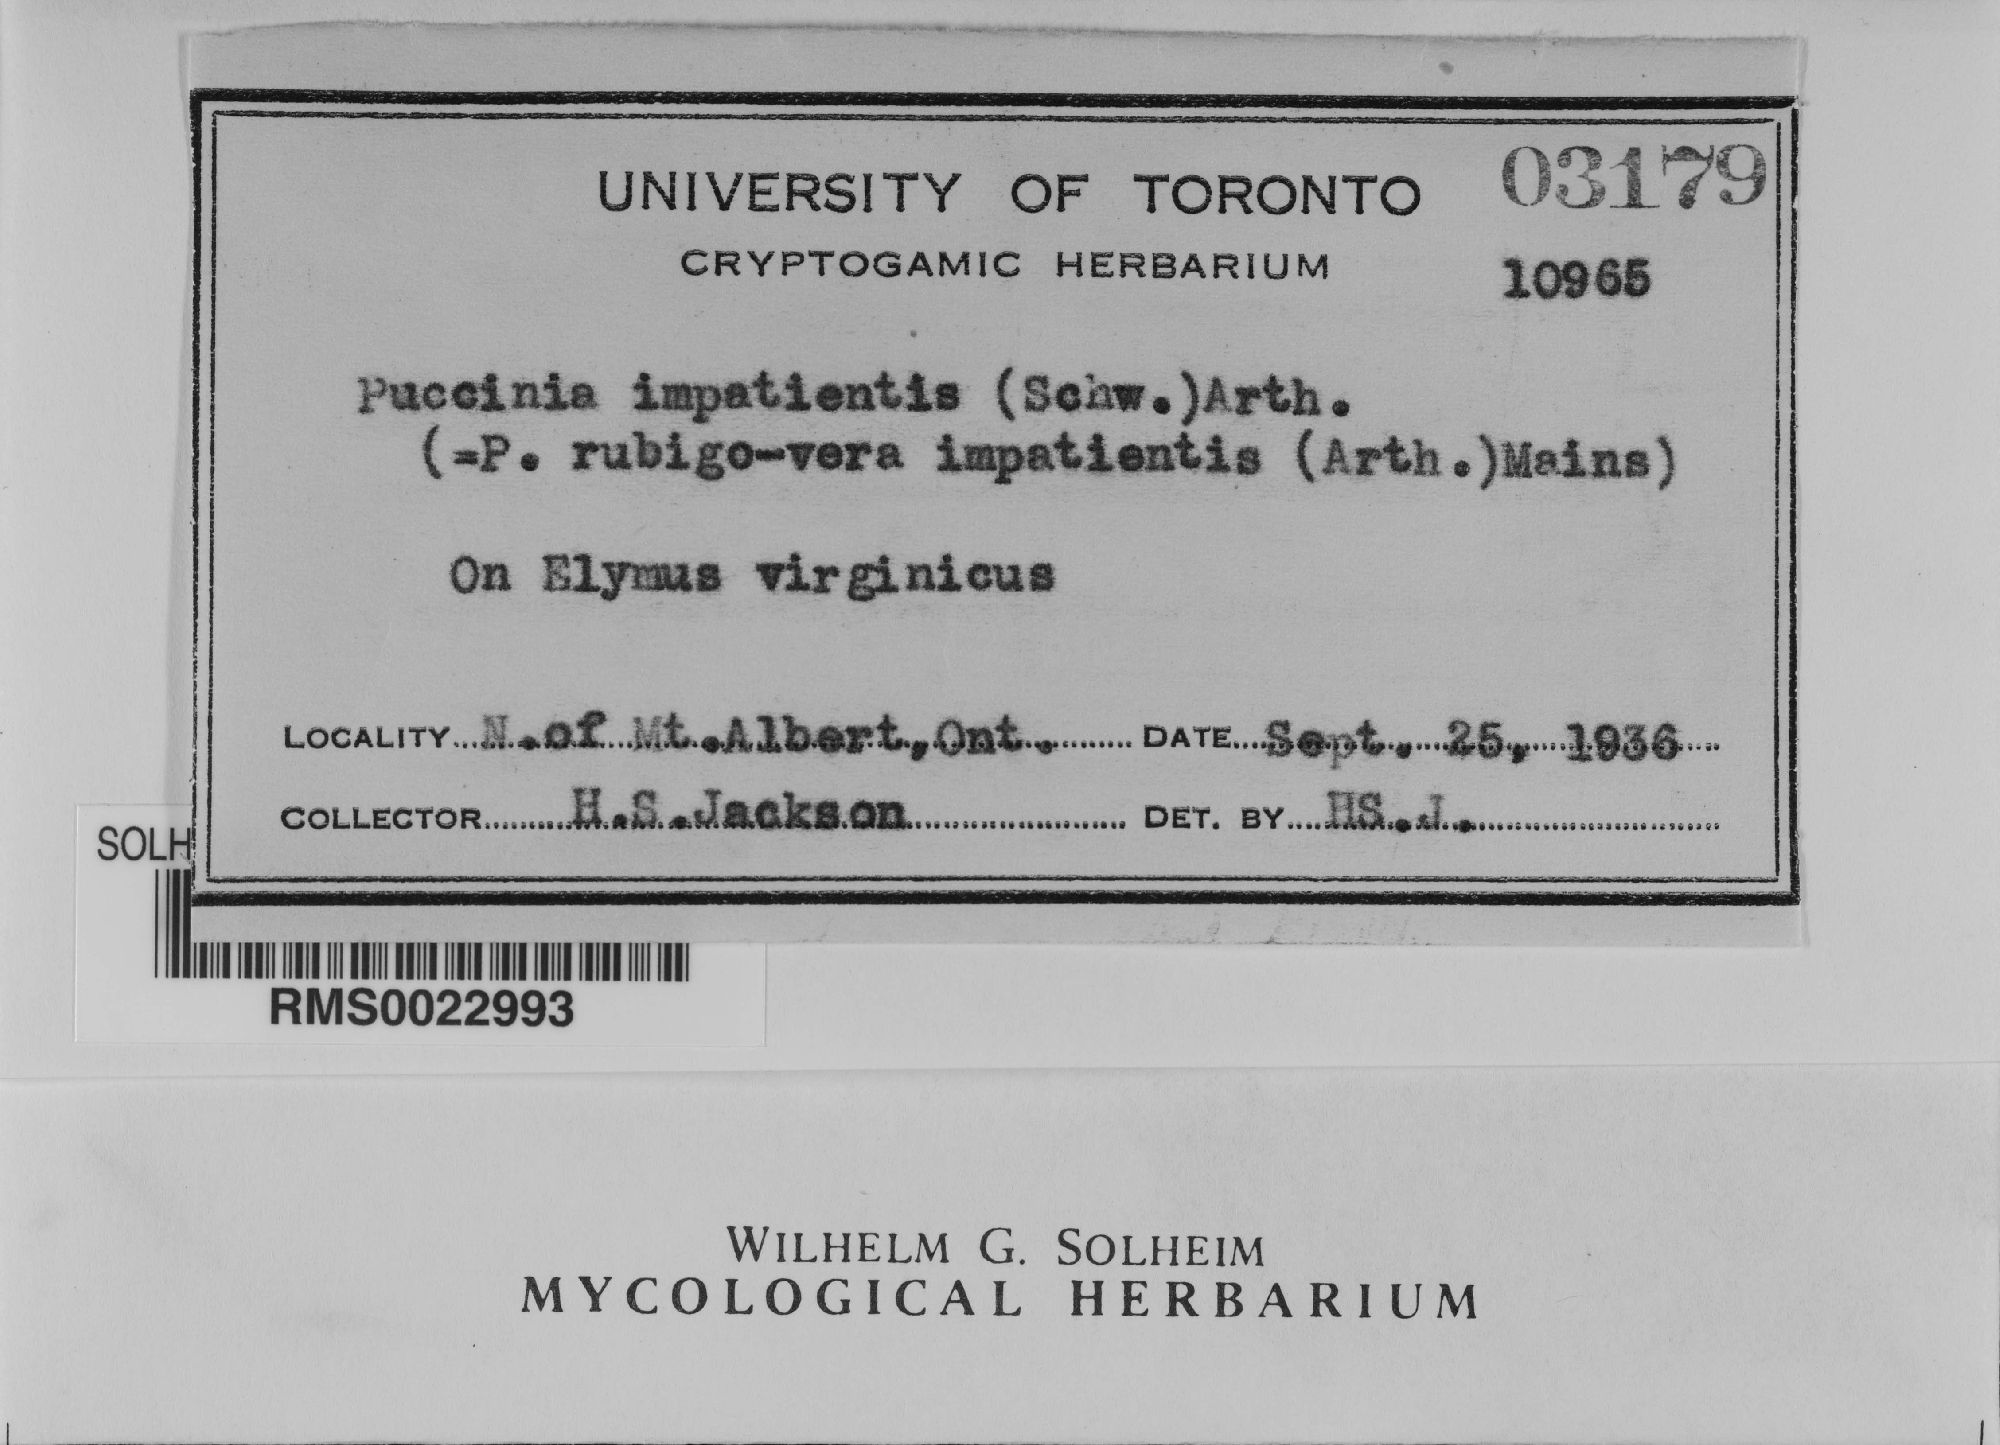 UNIVERSITY OF TORONTO 03179
CRYPTOGAMIC HERBARIUM 10965
Puccinia impatientis (Schw.)Arth.
(=P. rubigo-vera impatientis (Arth.)Mains)
On Elymus virginicus
LOCALITY N.of Mt.Albert,Ont. DATE Sept. 25, 1936
COLLECTOR H.S.Jackson DET. BY HS.J.
SOLH
RMS0022993
WILHELM G. SOLHEIM
MYCOLOGICAL HERBARIUM